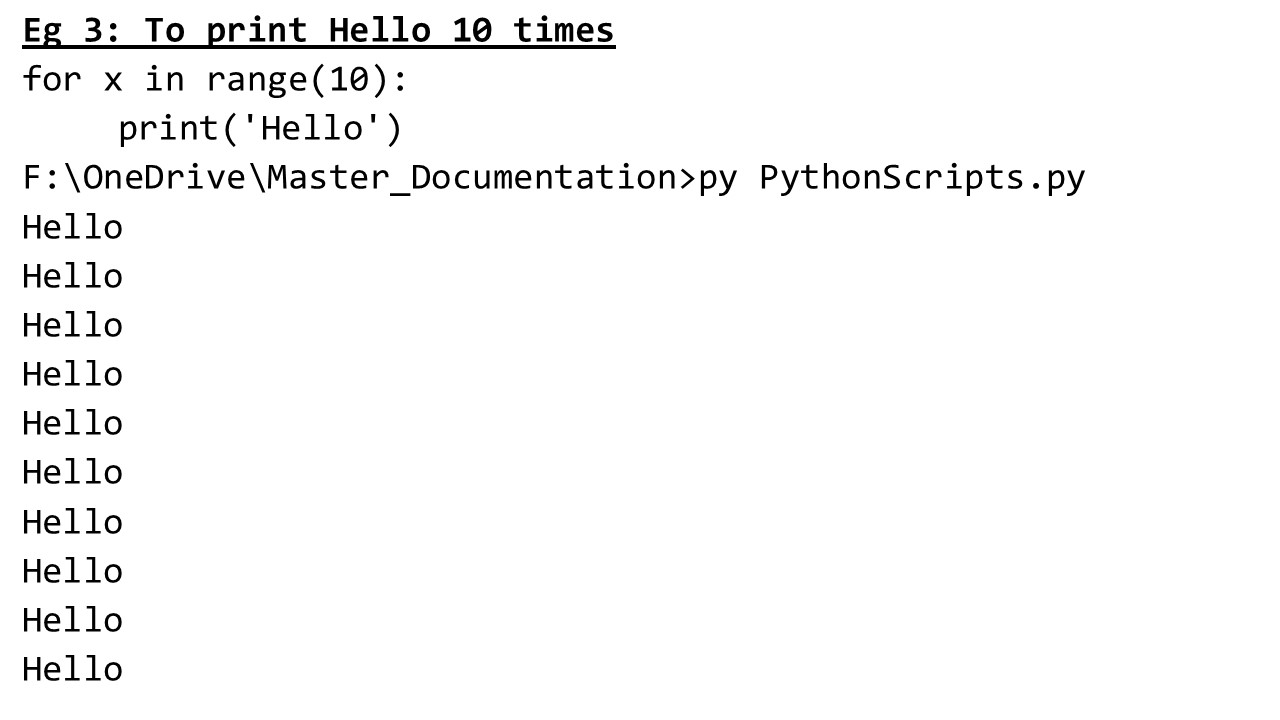 Eg 3: To print Hello 10 times
for x in range(10):
     print('Hello')
F:\OneDrive\Master_Documentation>py PythonScripts.py
Hello
Hello
Hello
Hello
Hello
Hello
Hello
Hello
Hello
Hello